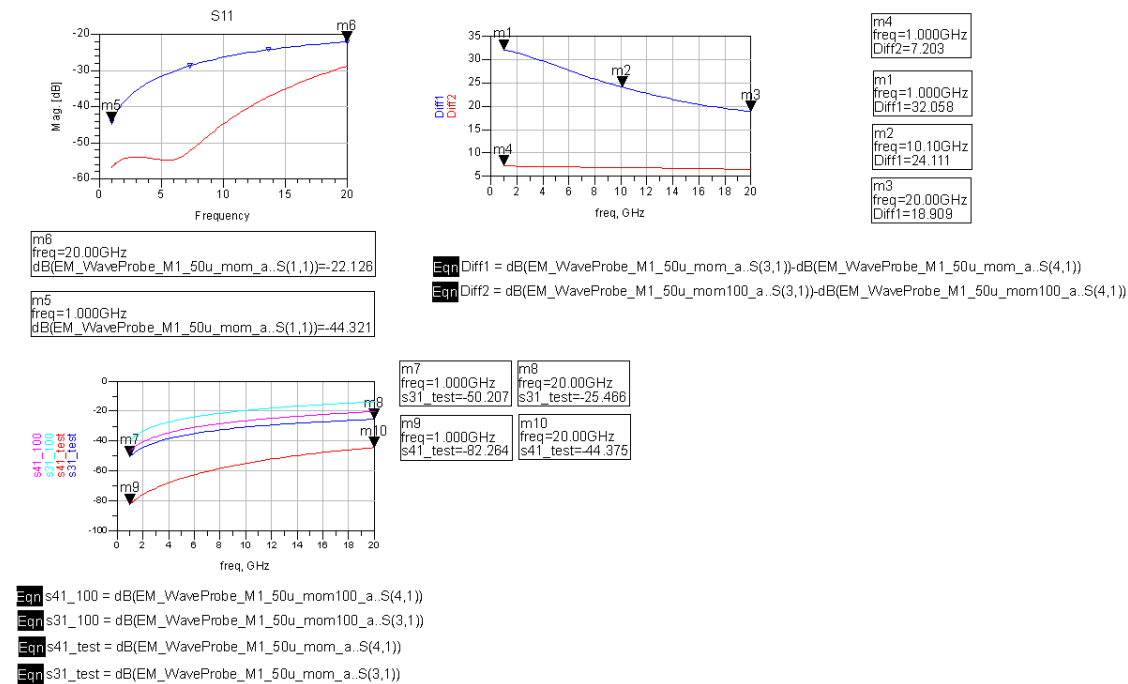 S11
m6
m5
-20
-30
-40
-50
-60
Mag. [dB]
0
5
10
15
20
Frequency
m1
m2
m3
m4
35
30
25
20
15
10
5
Diff1
Diff2
0 2 4 6 8 10 12 14 16 18 20
freq, GHz
m4
freq=1.000GHz
Diff2=7.203
m1
freq=1.000GHz
Diff1=32.058
m2
freq=10.10GHz
Diff1=24.111
m3
freq=20.00GHz
Diff1=18.909
m6
freq=20.00GHz
dB(EM_WaveProbe_M1_50u_mom_a..S(1,1))=-22.126
m5
freq=1.000GHz
dB(EM_WaveProbe_M1_50u_mom_a..S(1,1))=-44.321
Eqn Diff1 = dB(EM_WaveProbe_M1_50u_mom_a..S(3,1))-dB(EM_WaveProbe_M1_50u_mom_a..S(4,1))
Eqn Diff2 = dB(EM_WaveProbe_M1_50u_mom100_a..S(3,1))-dB(EM_WaveProbe_M1_50u_mom100_a..S(4,1))
0
-20
-40
-60
-80
-100
s41_100
s31_100
s41_test
s31_test
m7
m8
m9
m10
0 2 4 6 8 10 12 14 16 18 20
freq, GHz
m7
freq=1.000GHz
s31_test=-50.207
m8
freq=20.00GHz
s31_test=-25.466
m9
freq=1.000GHz
s41_test=-82.264
m10
freq=20.00GHz
s41_test=-44.375
Eqn s41_100 = dB(EM_WaveProbe_M1_50u_mom100_a..S(4,1))
Eqn s31_100 = dB(EM_WaveProbe_M1_50u_mom100_a..S(3,1))
Eqn s41_test = dB(EM_WaveProbe_M1_50u_mom_a..S(4,1))
Eqn s31_test = dB(EM_WaveProbe_M1_50u_mom_a..S(3,1))